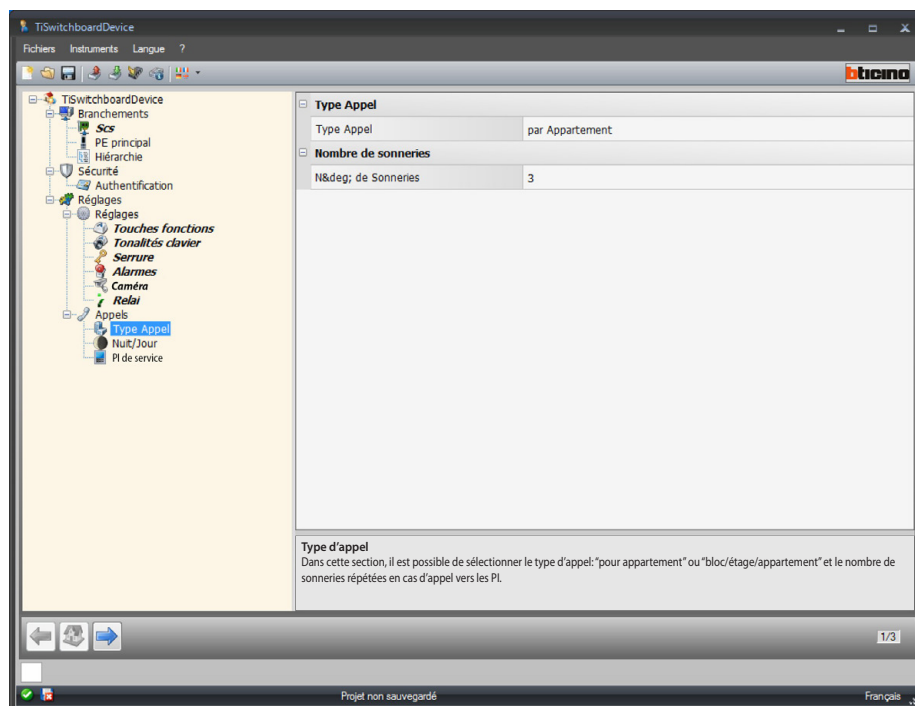 TiSwitchboardDevice
Fichiers Instruments Langue ?
bticino
TiSwitchboardDevice
Branchements
Scs
PE principal
Hiérarchie
Sécurité
Authentification
Réglages
Réglages
Touches fonctions
Tonalités clavier
Serrure
Alarmes
Caméra
Relai
Appels
Type Appel
Nuit/Jour
PI de service
Type Appel
Type Appel par Appartement
Nombre de sonneries
N&deg; de Sonneries 3
Type d'appel
Dans cette section, il est possible de sélectionner le type d'appel: "pour appartement" ou "bloc/étage/appartement" et le nombre de
sonneries répétées en cas d'appel vers les PI.
1/3
Projet non sauvegardé
Français